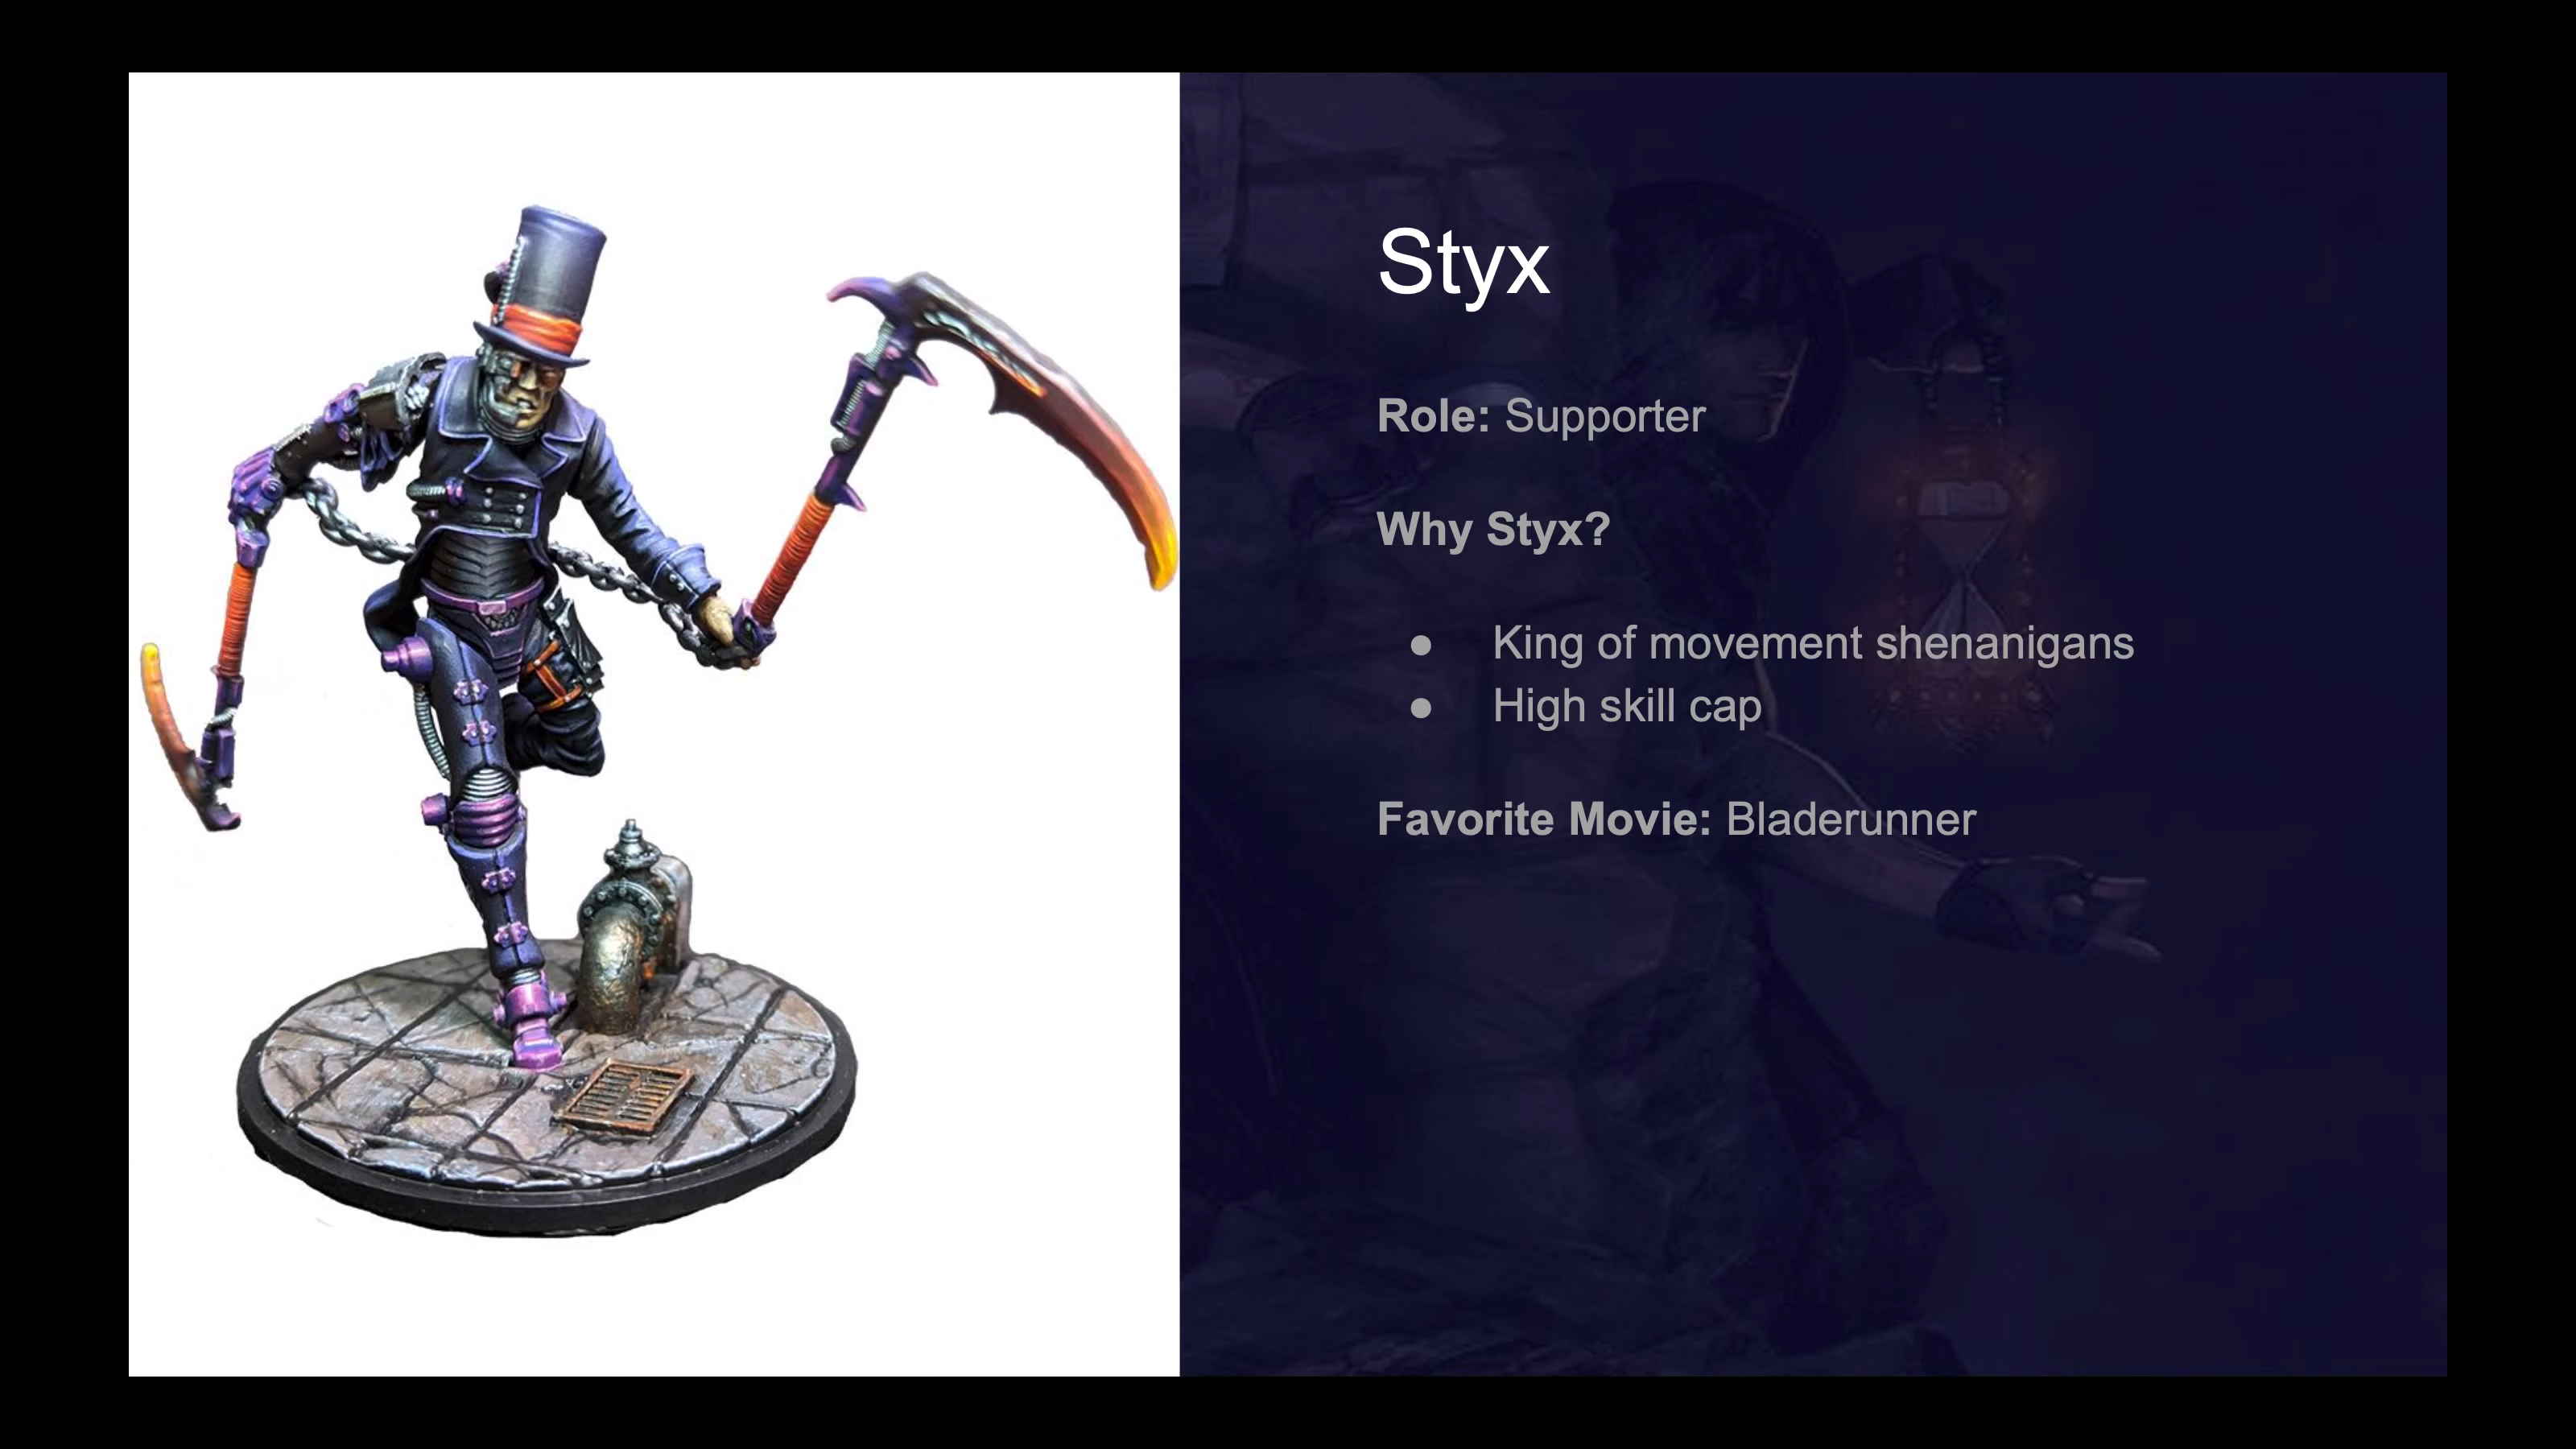 Styx
Role: Supporter
Why Styx?
● King of movement shenanigans
● High skill cap
Favorite Movie: Bladerunner